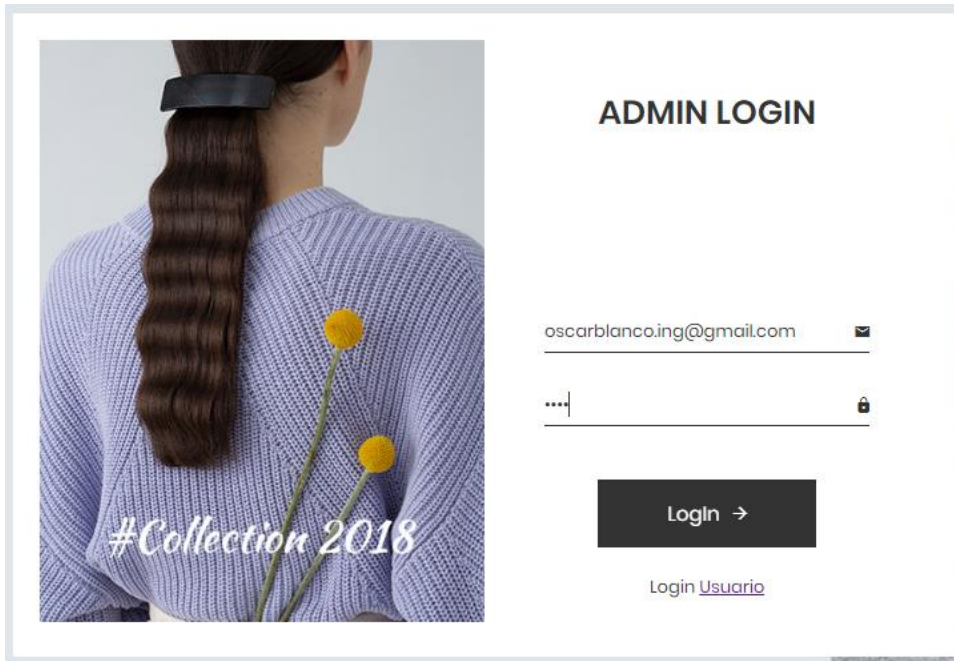 ADMIN LOGIN
oscarblanco.ing@gmail.com
••••
LogIn →
Login Usuario
#Collection 2018